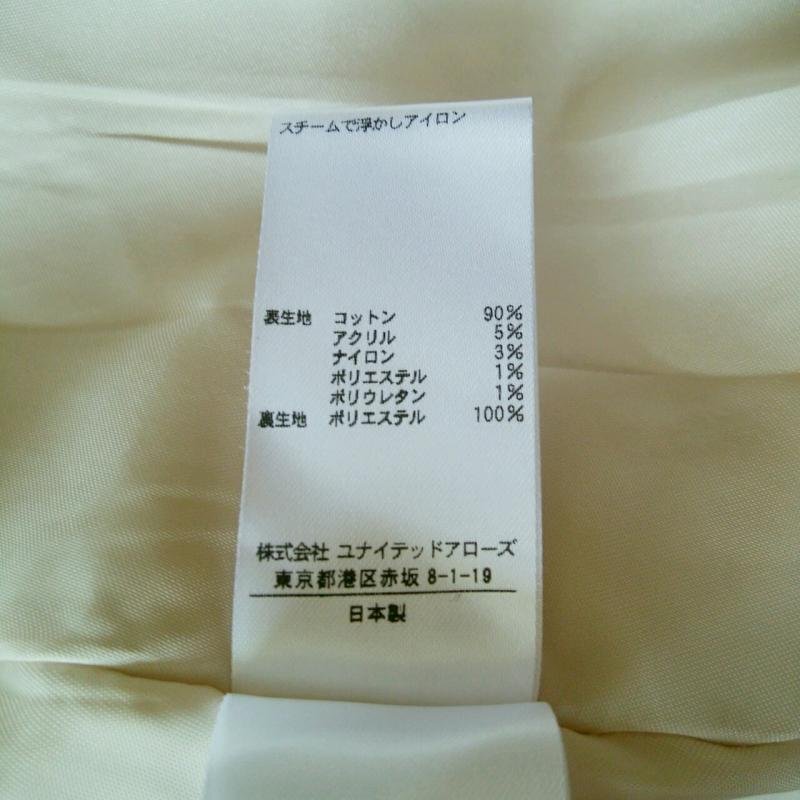 スチームで浮かしアイロン
表生地 コットン 90%
アクリル 5%
ナイロン 3%
ポリエステル 1%
ポリウレタン 1%
裏生地 ポリエステル 100%
株式会社 ユナイテッドアローズ
東京都港区赤坂 8-1-19
日本製